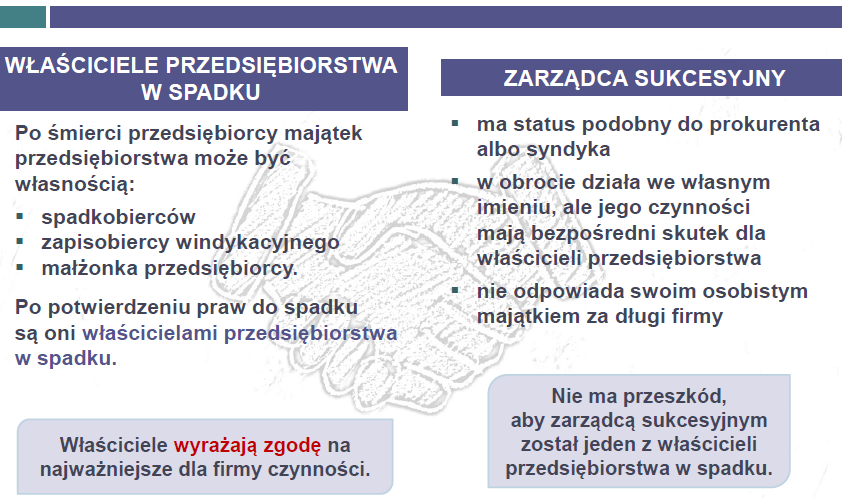 WŁAŚCICIELE PRZEDSIĘBIORSTWA
W SPADKU
Po śmierci przedsiębiorcy majątek
przedsiębiorstwa może być
własnością:
▪ spadkobierców
▪ zapisobiercy windykacyjnego
▪ małżonka przedsiębiorcy.
Po potwierdzeniu praw do spadku
są oni właścicielami przedsiębiorstwa
w spadku.
Właściciele wyrażają zgodę na
najważniejsze dla firmy czynności.
ZARZĄDCA SUKCESYJNY
▪ ma status podobny do prokurenta
albo syndyka
▪ w obrocie działa we własnym
imieniu, ale jego czynności
mają bezpośredni skutek dla
właścicieli przedsiębiorstwa
▪ nie odpowiada swoim osobistym
majątkiem za długi firmy
Nie ma przeszkód,
aby zarządcą sukcesyjnym
został jeden z właścicieli
przedsiębiorstwa w spadku.